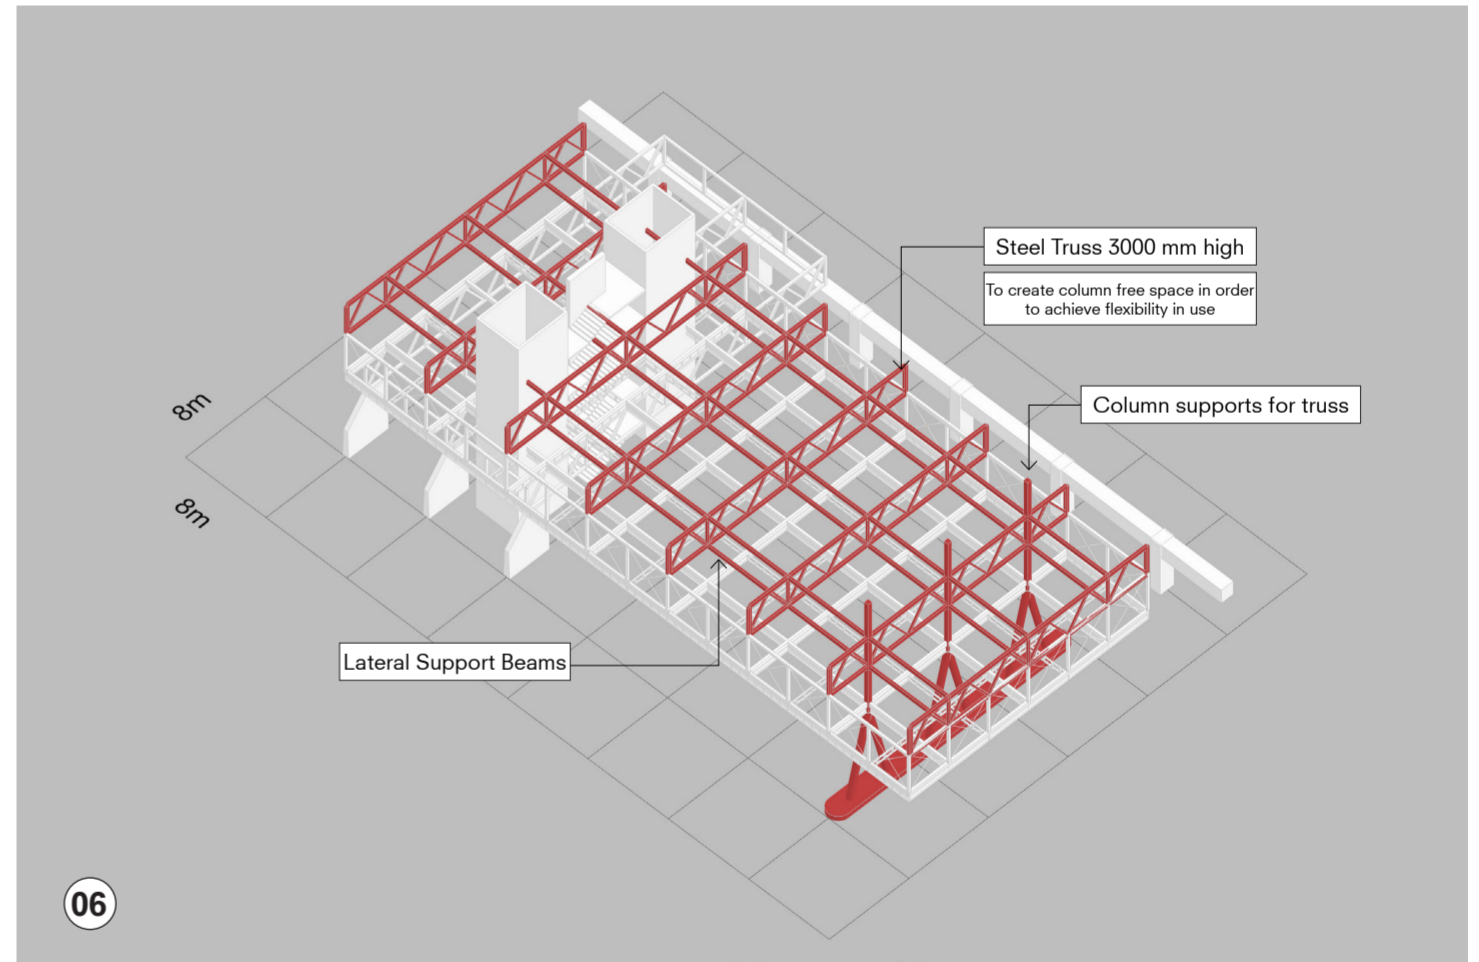 Steel Truss 3000 mm high
To create column free space in order
to achieve flexibility in use
Column supports for truss
8m
8m
Lateral Support Beams
06